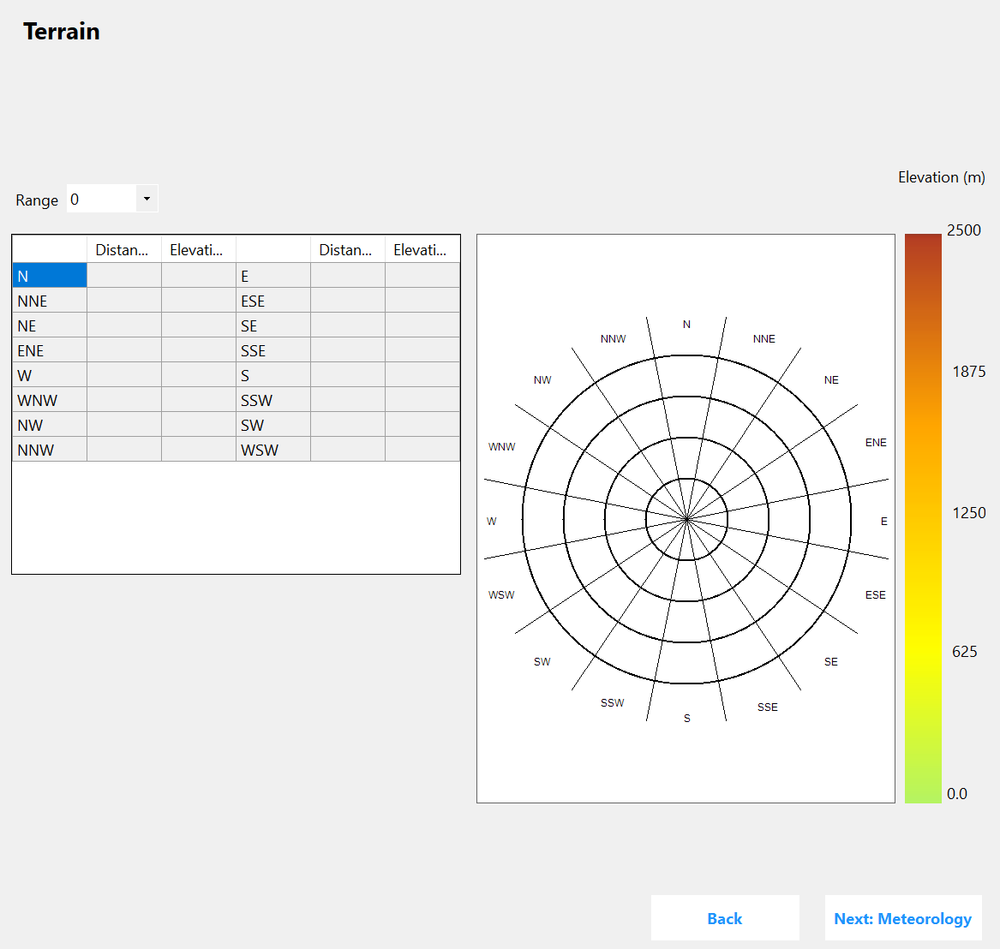 Terrain
Elevation (m)
Range 0
Distan... Elevati... Distan... Elevati...
N E
NNE ESE
NE SE
ENE SSE
W S
WNW SSW
NW SW
NNW WSW
N
NNW NNE
NW NE
WNW ENE
W E
WSW ESE
SW SE
SSW SSE
S
2500
1875
1250
625
0.0
Back Next: Meteorology